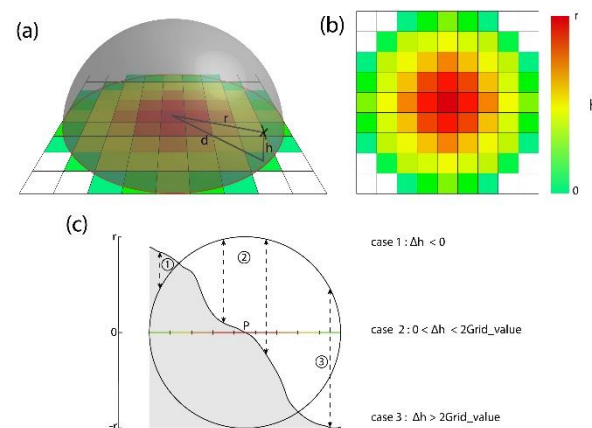 (a)
r
d
h
X
(b)
r
h
0
(c)
r
0
-r
①
②
P
③
case 1 : Δh < 0
case 2 : 0 < Δh < 2Grid_value
case 3 : Δh > 2Grid_value